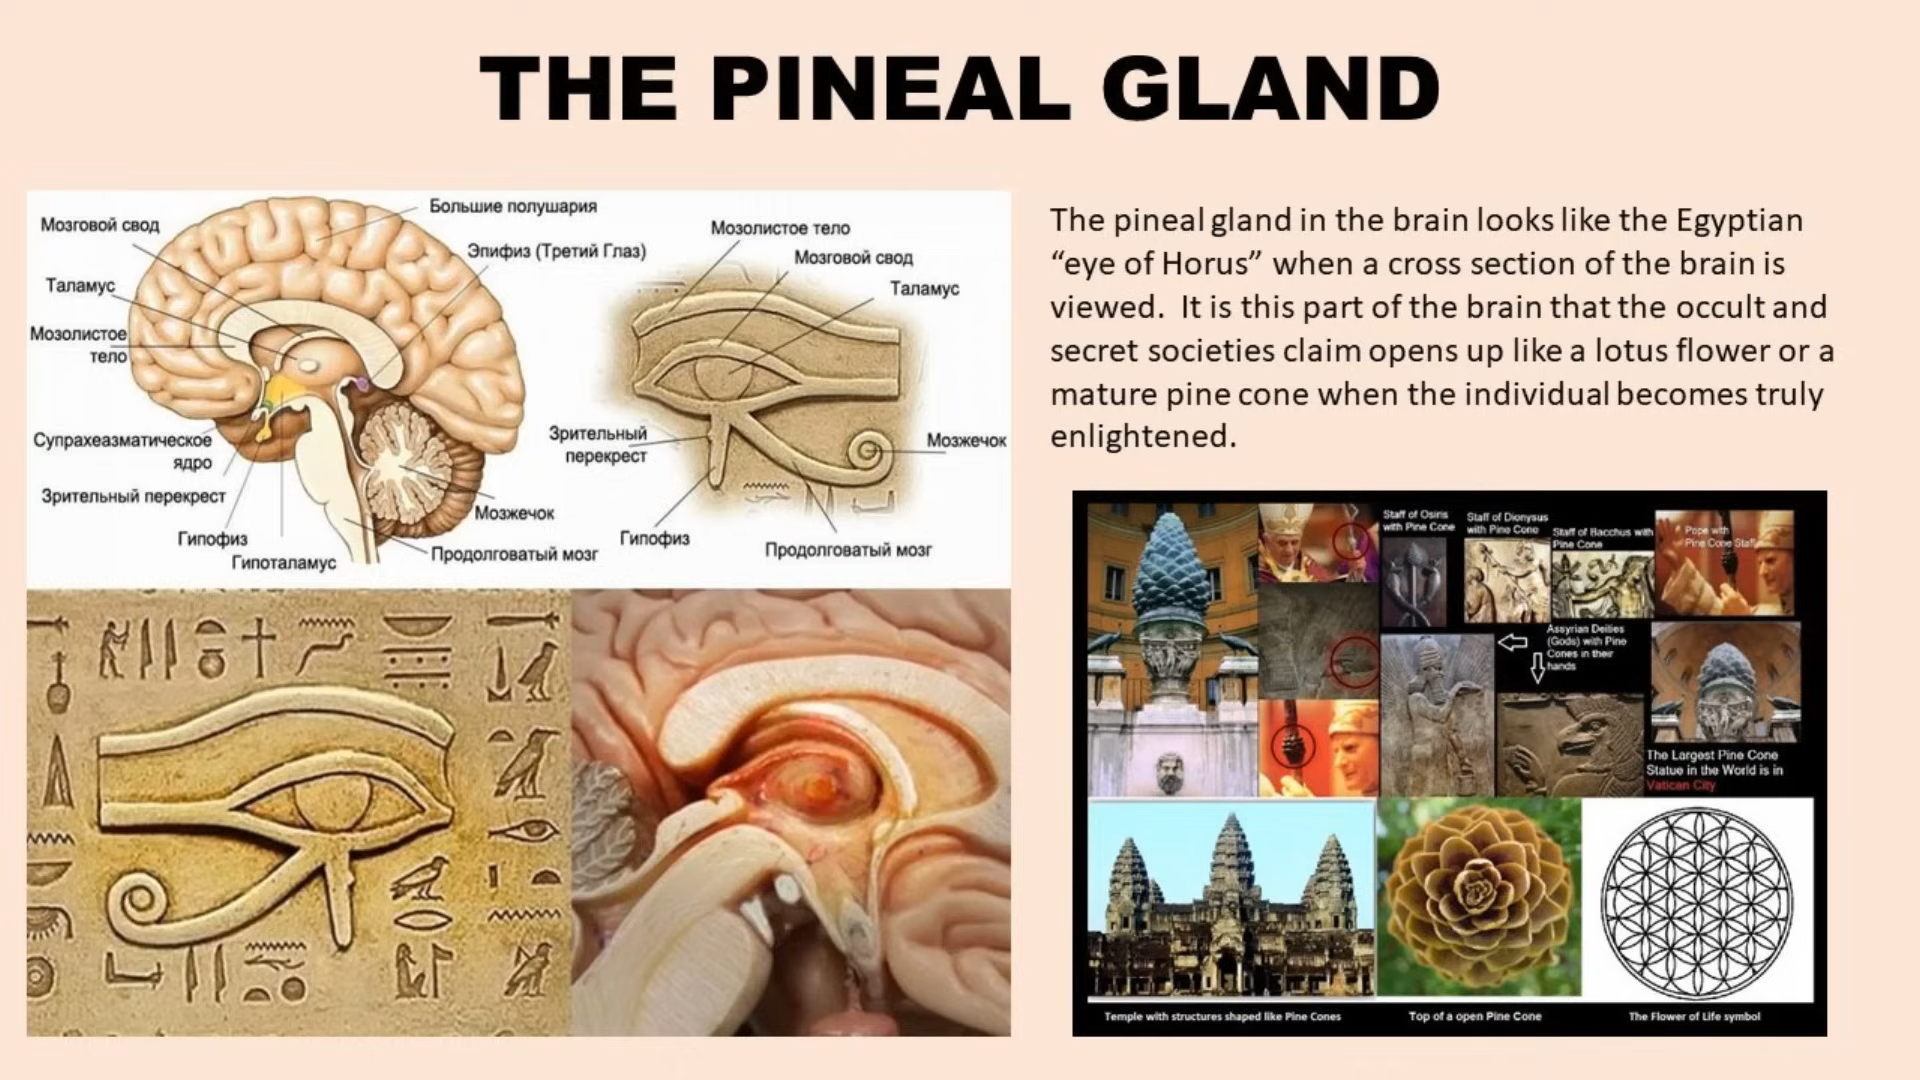 THE PINEAL GLAND
Мозговой свод
Большие полушария
Эпифиз (Третий Глаз)
Таламус
Мозолистое
тело
Супрахеазматическое
ядро
Зрительный перекрест
Гипофиз
Гипоталамус
Мозжечок
Продолговатый мозг
Мозолистое тело
Мозговой свод
Таламус
Зрительный
перекрест
Мозжечок
Гипофиз
Продолговатый мозг
The pineal gland in the brain looks like the Egyptian
“eye of Horus” when a cross section of the brain is
viewed. It is this part of the brain that the occult and
secret societies claim opens up like a lotus flower or a
mature pine cone when the individual becomes truly
enlightened.
Staff of Osiris
with Pine Cone
Staff of Dionysus
with Pine Cone
Staff of Bacchus with
Pine Cone
Pope with
Pine Cone Staff
Assyrian Deities
(Gods) with Pine
Cones in their
hands
The Largest Pine Cone
Statue in the World is in
Vatican City
Temple with structures shaped like Pine Cones
Top of a open Pine Cone
The Flower of Life symbol